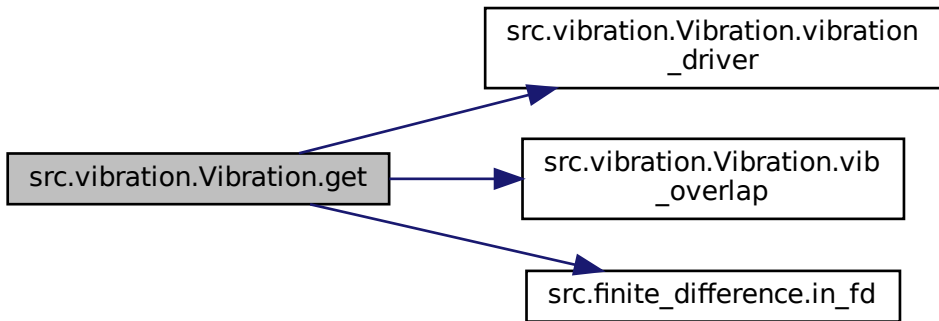 src.vibration.Vibration.vibration
_driver
src.vibration.Vibration.get
src.vibration.Vibration.vib
_overlap
src.finite_difference.in_fd